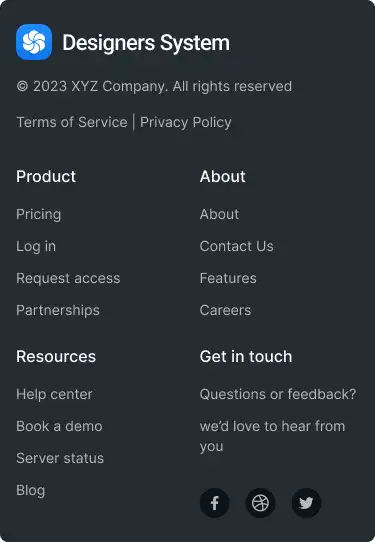 Designers System
© 2023 XYZ Company. All rights reserved
Terms of Service | Privacy Policy
Product
Pricing
Log in
Request access
Partnerships
About
About
Contact Us
Features
Careers
Resources
Help center
Book a demo
Server status
Blog
Get in touch
Questions or feedback?
we’d love to hear from
you